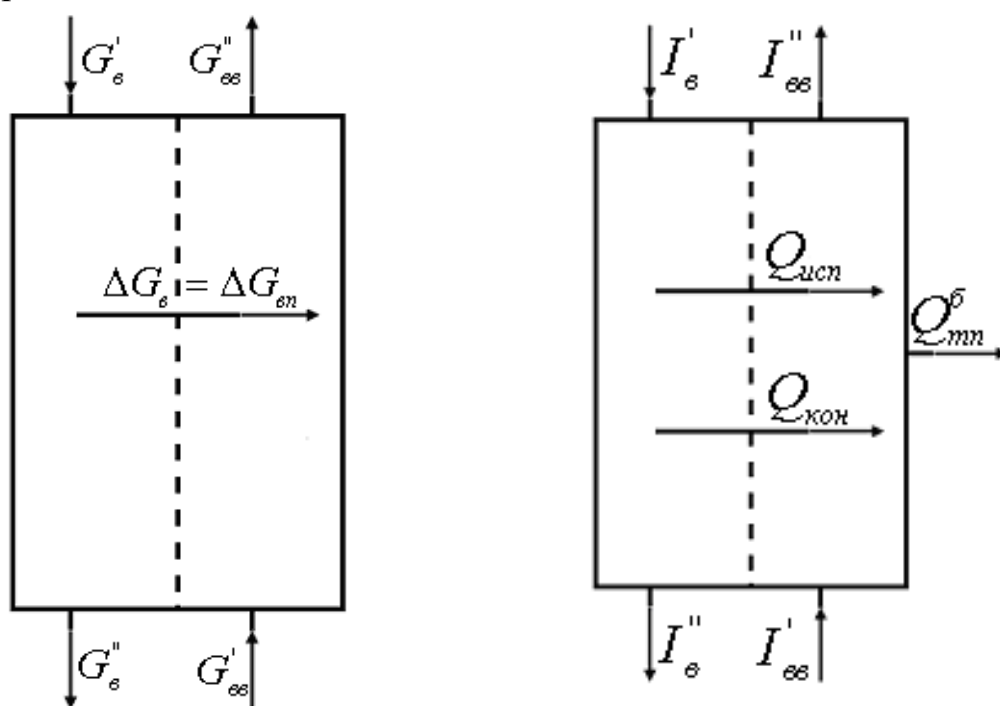 G'в G''вв
I'в I''вв
Qисп
ΔGв = ΔGвп
Qбтп
Qкон
G''в G'вв
I''в I'вв